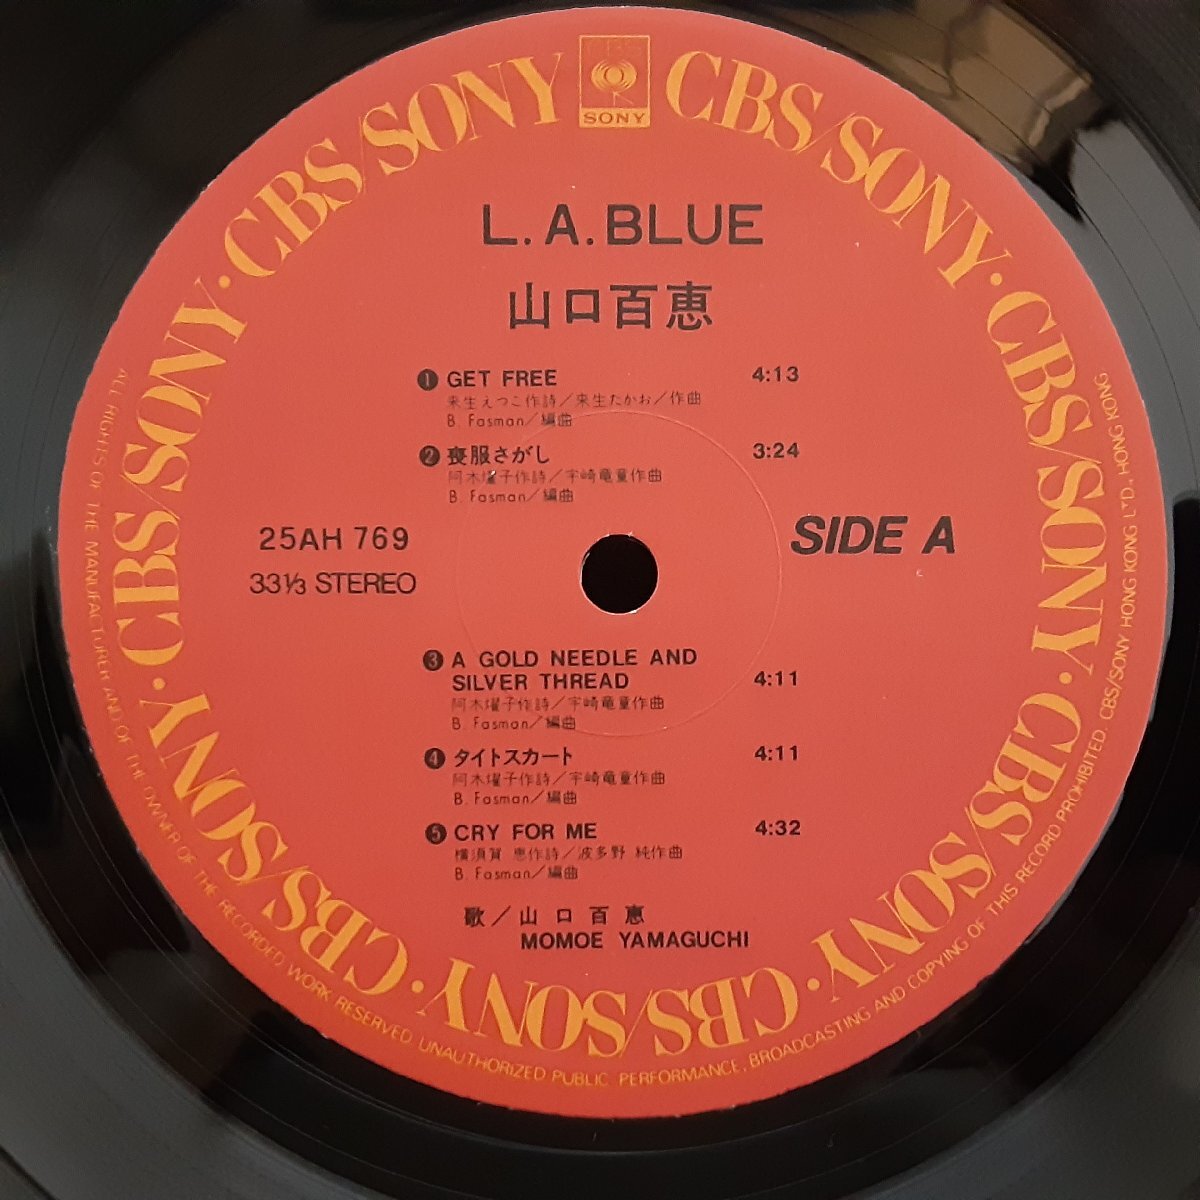 CBS/SONY · CBS/SONY · CBS/SONY · CBS/SONY · CBS/SONY · CBS/SONY · CBS/SONY · CBS/SONY
CBS
SONY
L.A.BLUE
山口百恵
❶ GET FREE 4:13
来生えつこ作詩/来生たかお/作曲
B. Fasman/編曲
❷ 喪服さがし 3:24
阿木燿子作詩/宇崎竜童作曲
B. Fasman/編曲
25AH 769
33⅓ STEREO
SIDE A
❸ A GOLD NEEDLE AND
SILVER THREAD 4:11
阿木燿子作詩/宇崎竜童作曲
B. Fasman/編曲
❹ タイトスカート 4:11
阿木燿子作詩/宇崎竜童作曲
B. Fasman/編曲
❺ CRY FOR ME 4:32
横須賀 恵作詩/波多野 純作曲
B. Fasman/編曲
歌/山口百恵
MOMOE YAMAGUCHI
ALL RIGHTS OF THE MANUFACTURER AND OF THE OWNER OF THE RECORDED WORK RESERVED. UNAUTHORIZED PUBLIC PERFORMANCE, BROADCASTING AND COPYING OF THIS RECORD PROHIBITED. CBS/SONY HONG KONG LTD., HONG KONG